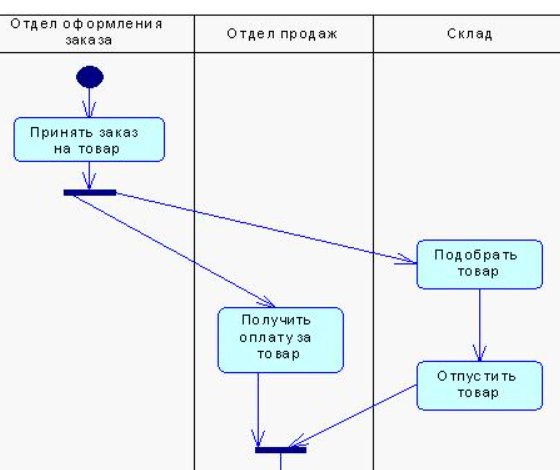 Отдел оформления
заказа
Отдел продаж
Склад
Принять заказ
на товар
Подобрать
товар
Получить
оплату за
товар
Отпустить
товар